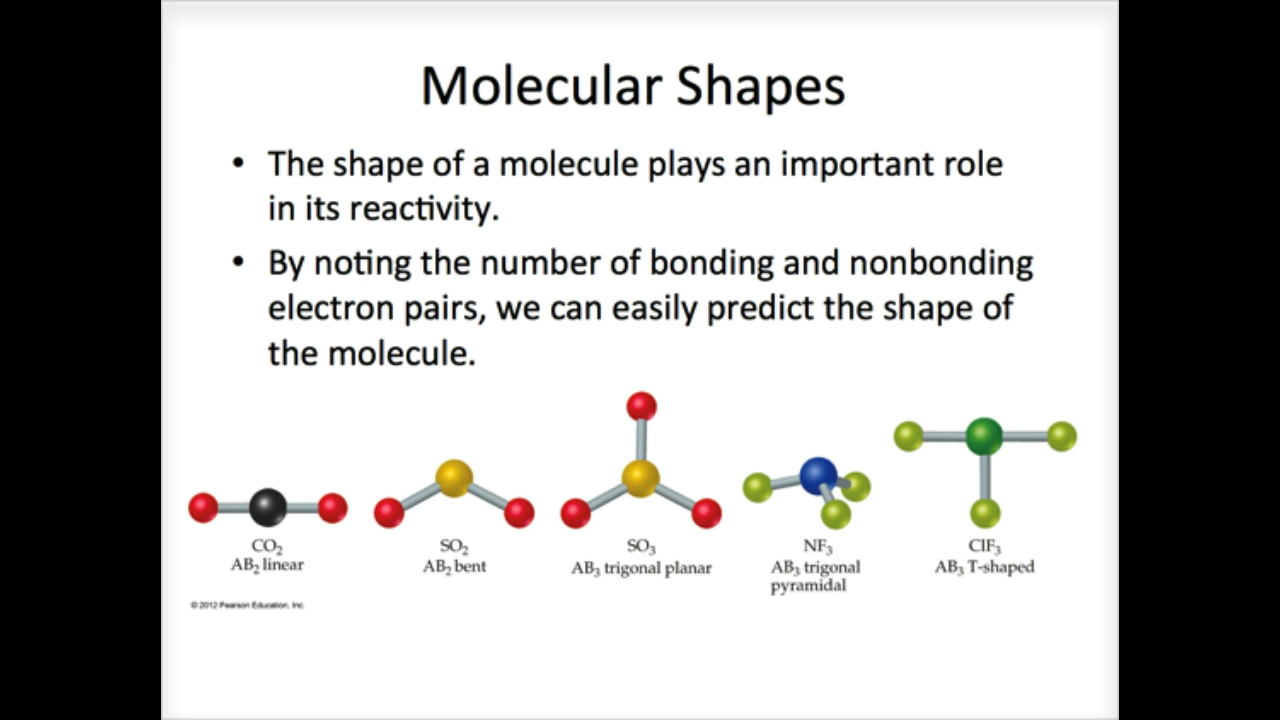 Molecular Shapes
• The shape of a molecule plays an important role
in its reactivity.
• By noting the number of bonding and nonbonding
electron pairs, we can easily predict the shape of
the molecule.
CO₂
AB₂ linear
SO₂
AB₂ bent
SO₃
AB₃ trigonal planar
NF₃
AB₃ trigonal
pyramidal
ClF₃
AB₃ T-shaped
© 2012 Pearson Education, Inc.